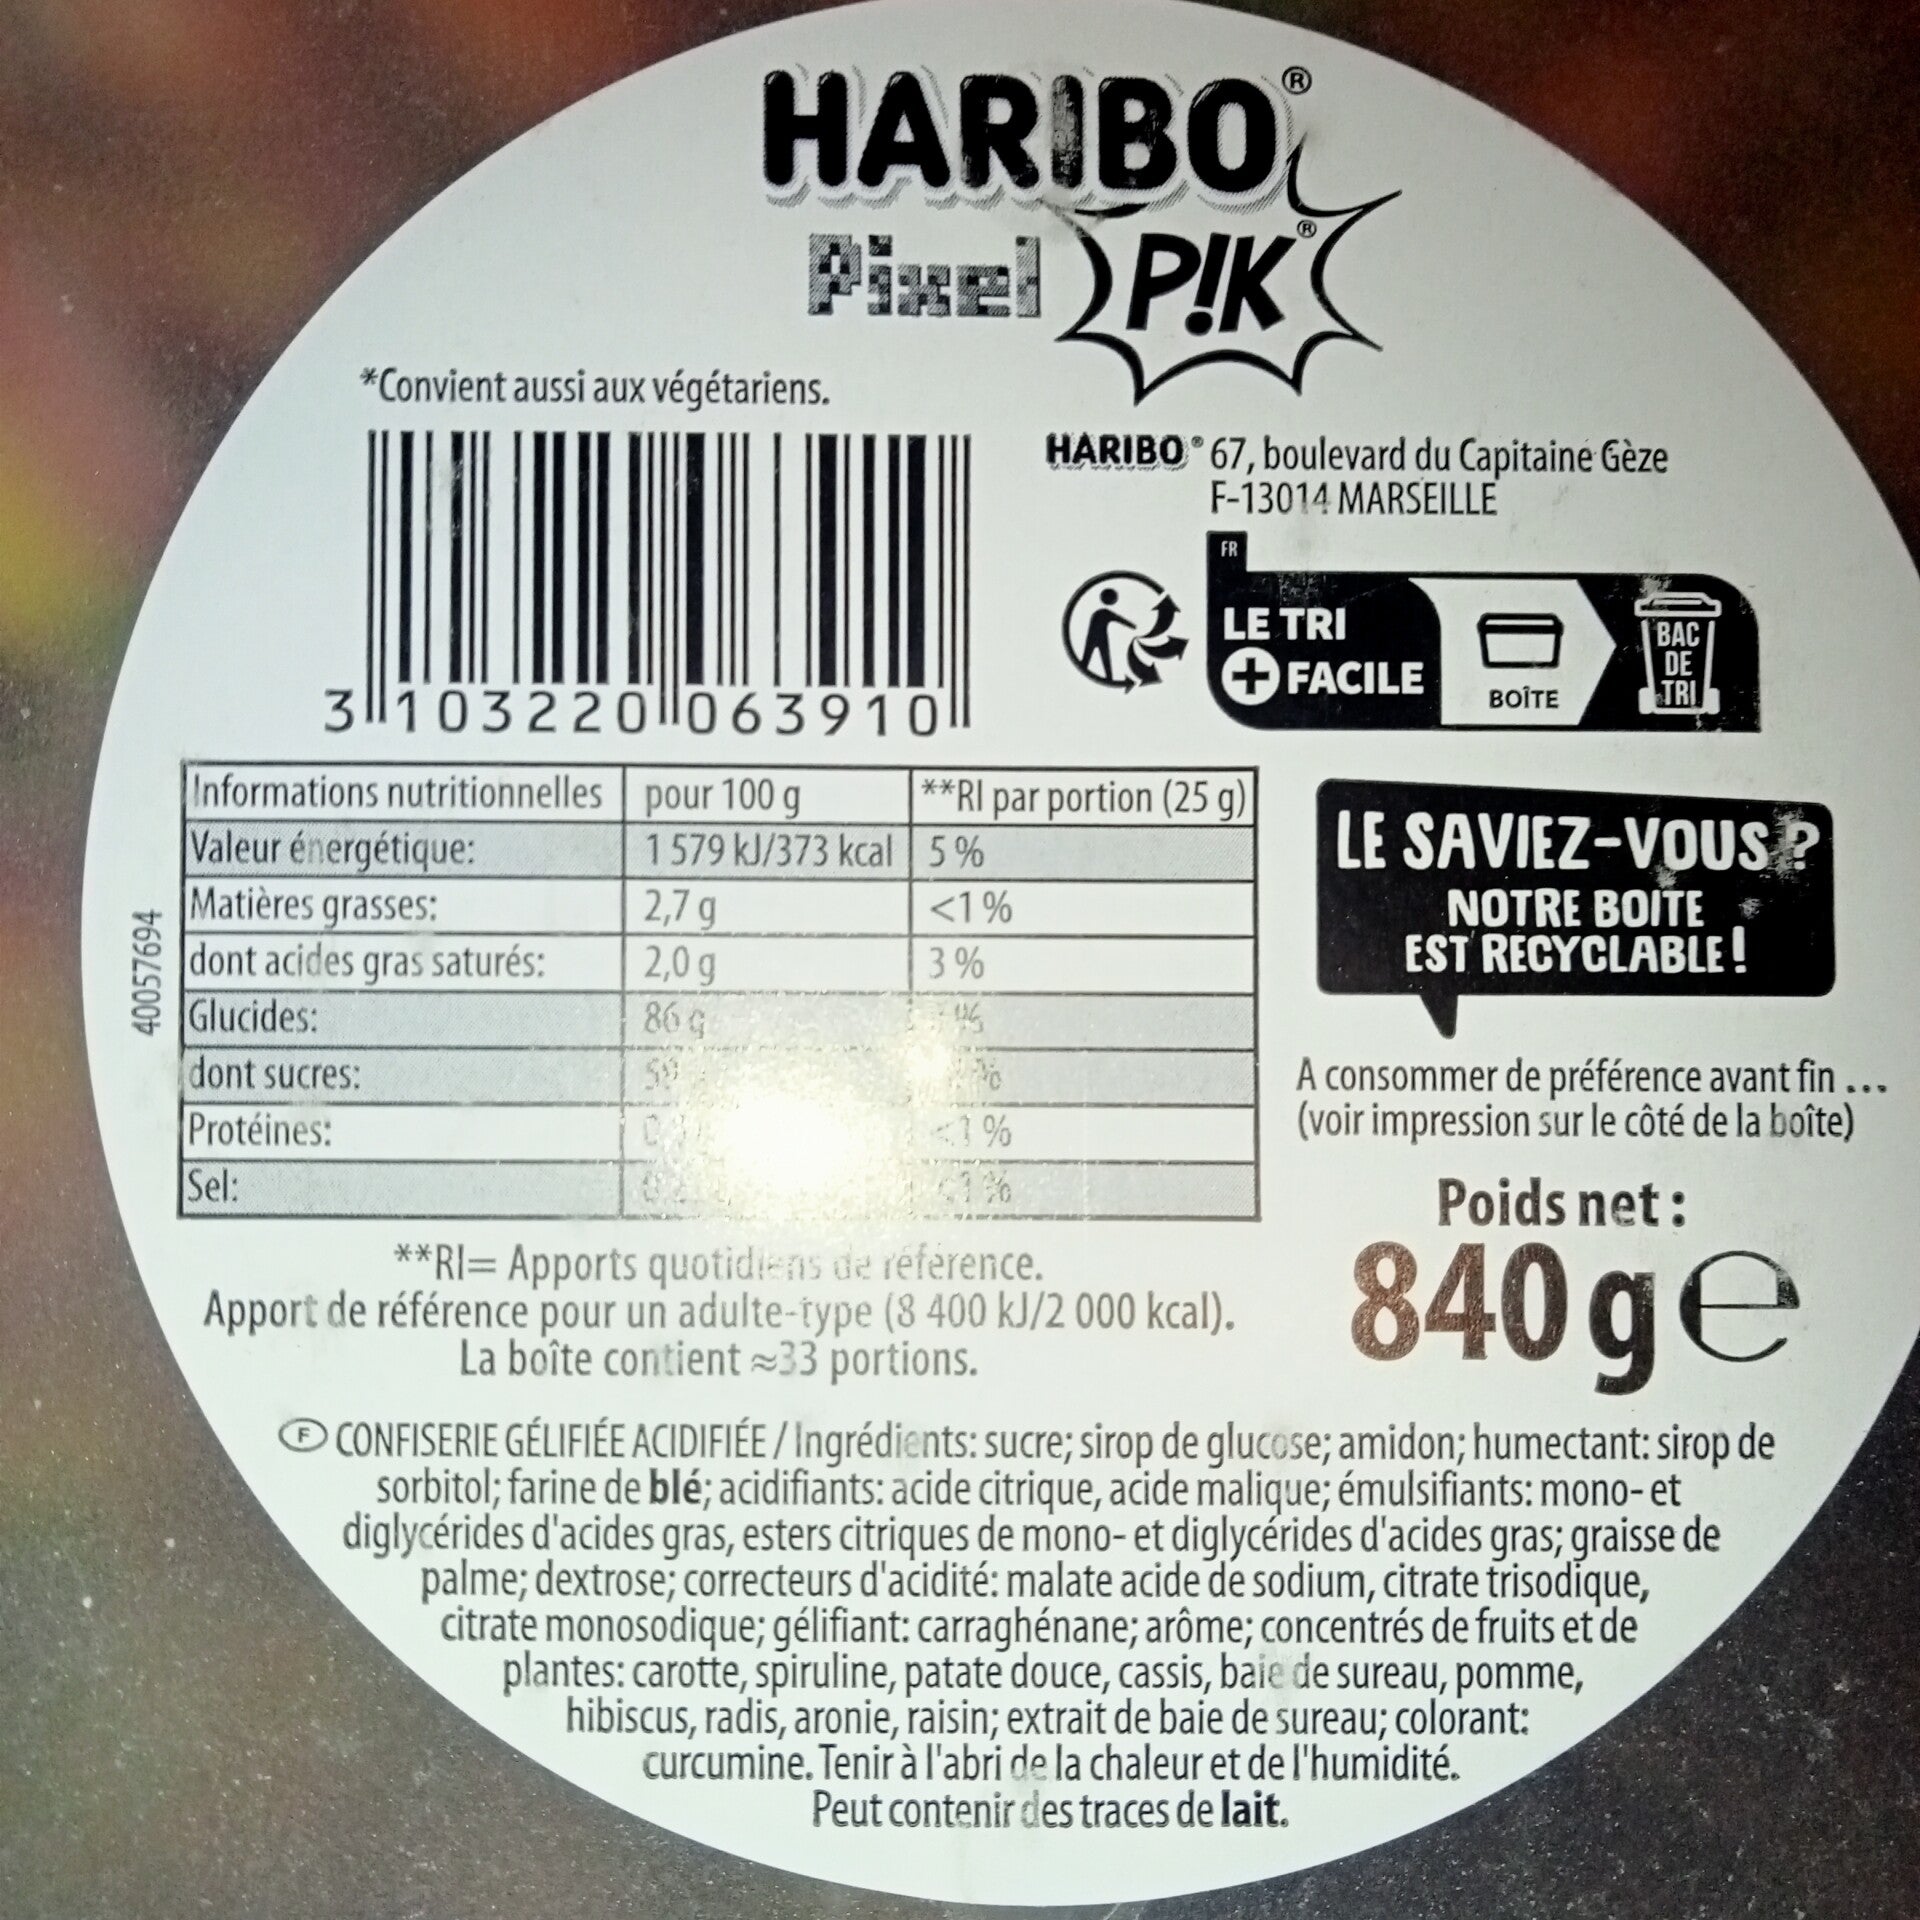 HARIBO®
Pixel P!K®
*Convient aussi aux végétariens.
HARIBO® 67, boulevard du Capitaine Gèze
F-13014 MARSEILLE
FR
LE TRI
+ FACILE
BOÎTE
BAC
DE
TRI
3 103220 063910
Informations nutritionnelles pour 100 g **RI par portion (25 g)
Valeur énergétique: 1 579 kJ/373 kcal 5 %
Matières grasses: 2,7 g <1 %
dont acides gras saturés: 2,0 g 3 %
Glucides: 86 g
dont sucres:
Protéines: <1 %
Sel: <1 %
40057694
LE SAVIEZ-VOUS ?
NOTRE BOÎTE
EST RECYCLABLE !
A consommer de préférence avant fin ...
(voir impression sur le côté de la boîte)
Poids net :
840 g e
**RI= Apports quotidiens de référence.
Apport de référence pour un adulte-type (8 400 kJ/2 000 kcal).
La boîte contient ≈33 portions.
F CONFISERIE GÉLIFIÉE ACIDIFIÉE / Ingrédients: sucre; sirop de glucose; amidon; humectant: sirop de
sorbitol; farine de blé; acidifiants: acide citrique, acide malique; émulsifiants: mono- et
diglycérides d'acides gras, esters citriques de mono- et diglycérides d'acides gras; graisse de
palme; dextrose; correcteurs d'acidité: malate acide de sodium, citrate trisodique,
citrate monosodique; gélifiant: carraghénane; arôme; concentrés de fruits et de
plantes: carotte, spiruline, patate douce, cassis, baie de sureau, pomme,
hibiscus, radis, aronie, raisin; extrait de baie de sureau; colorant:
curcumine. Tenir à l'abri de la chaleur et de l'humidité.
Peut contenir des traces de lait.